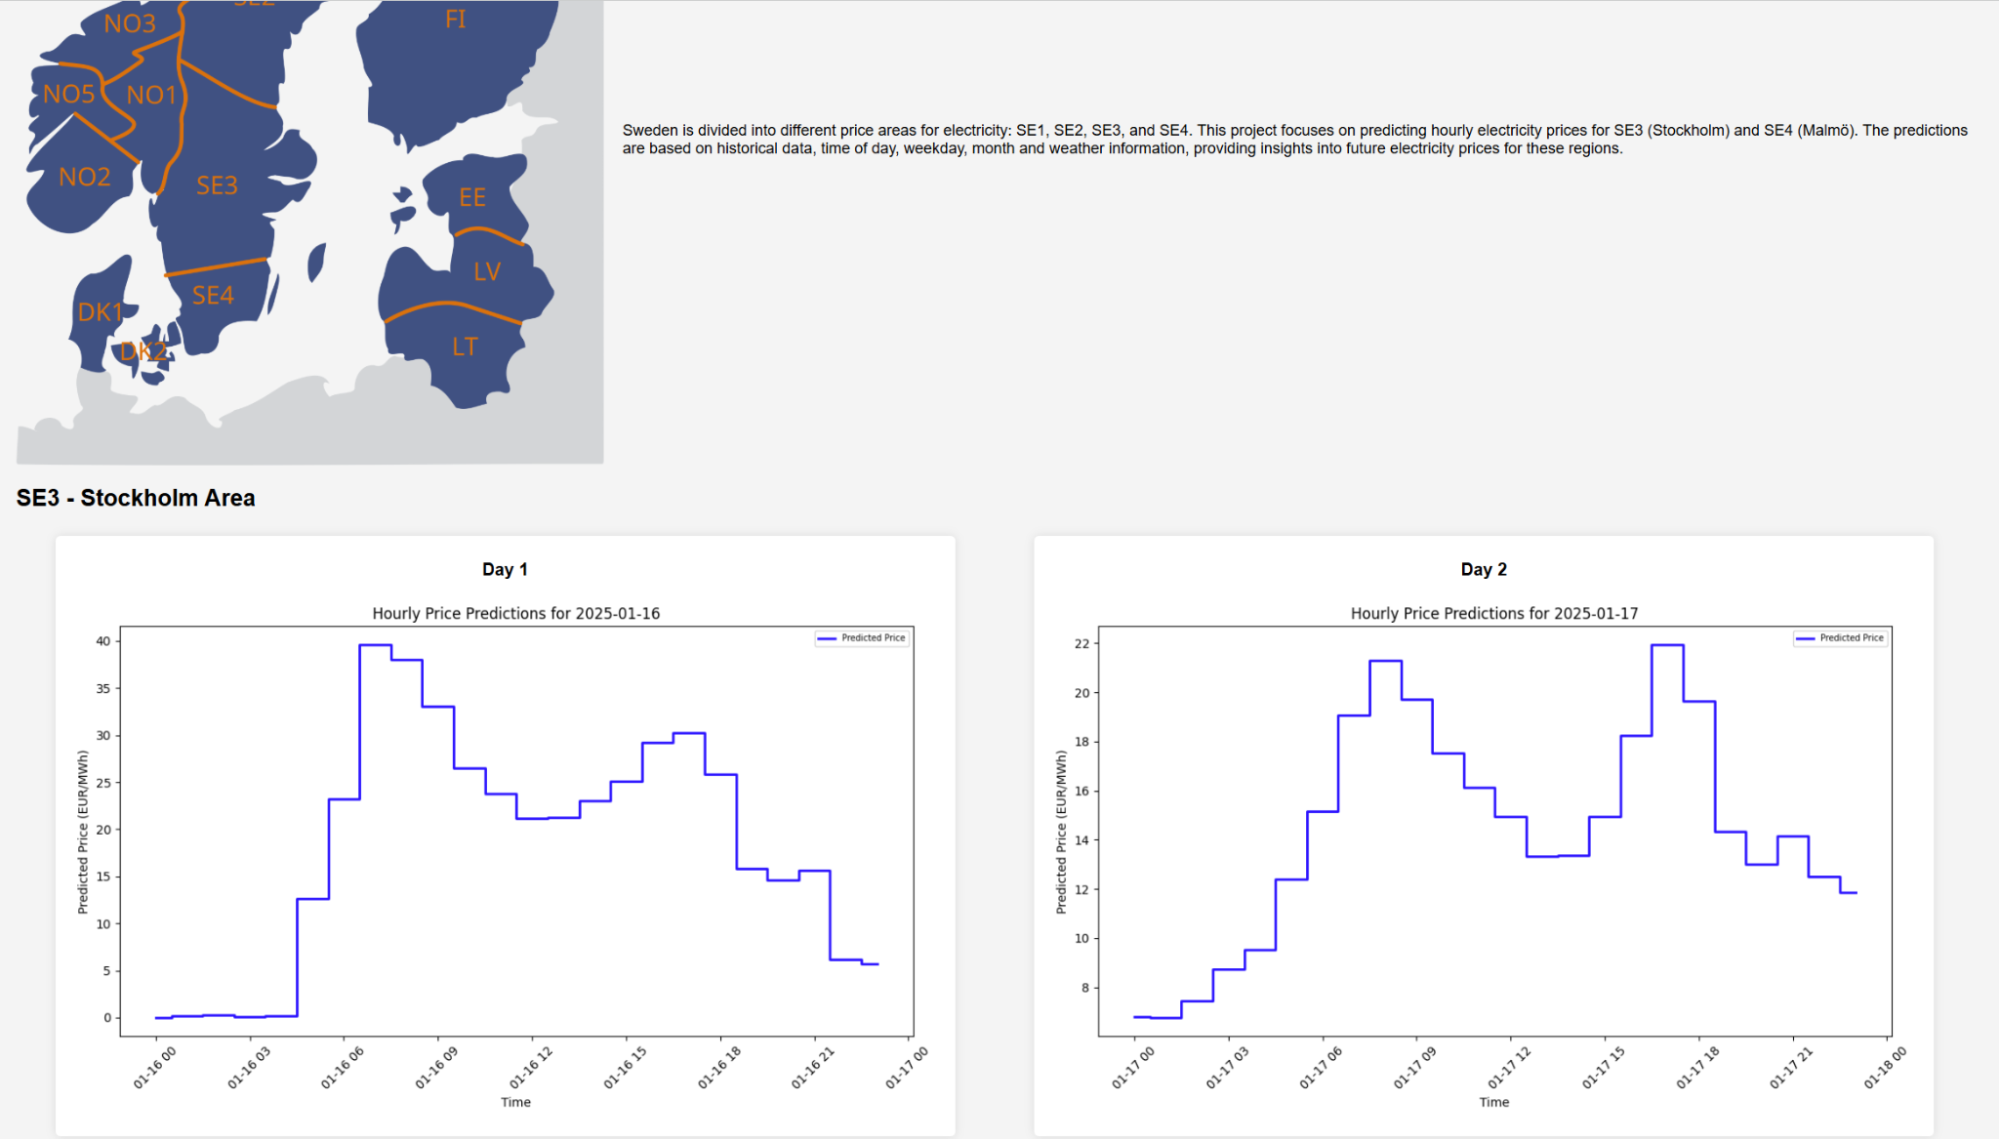 SE2
NO3
FI
NO5
NO1
NO2
SE3
EE
LV
SE4
DK1
DK2
LT
Sweden is divided into different price areas for electricity: SE1, SE2, SE3, and SE4. This project focuses on predicting hourly electricity prices for SE3 (Stockholm) and SE4 (Malmö). The predictions
are based on historical data, time of day, weekday, month and weather information, providing insights into future electricity prices for these regions.
SE3 - Stockholm Area
Day 1
Hourly Price Predictions for 2025-01-16
Predicted Price
Predicted Price (EUR/MWh)
40
35
30
25
20
15
10
5
0
01-16 00
01-16 03
01-16 06
01-16 09
01-16 12
01-16 15
01-16 18
01-16 21
01-17 00
Time
Day 2
Hourly Price Predictions for 2025-01-17
Predicted Price
Predicted Price (EUR/MWh)
22
20
18
16
14
12
10
8
01-17 00
01-17 03
01-17 06
01-17 09
01-17 12
01-17 15
01-17 18
01-17 21
01-18 00
Time